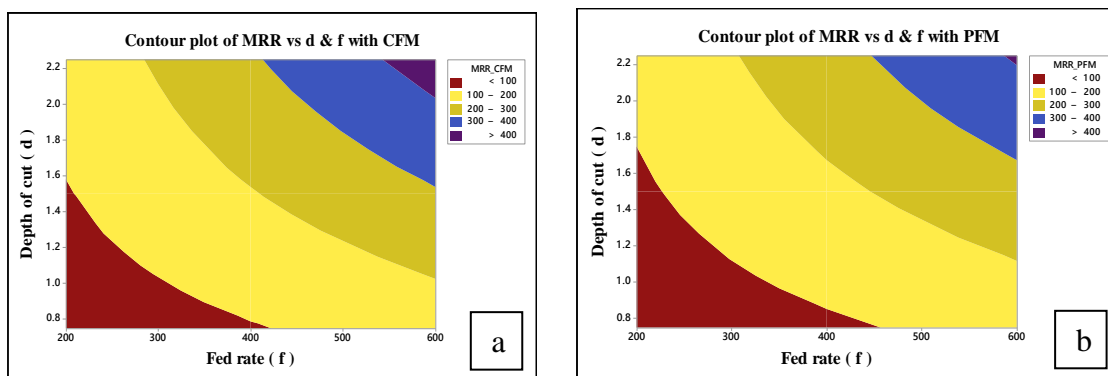 Contour plot of MRR vs d & f with CFM
Depth of cut ( d )
2.2
2.0
1.8
1.6
1.4
1.2
1.0
0.8
200
300
400
500
600
Fed rate ( f )
MRR_CFM
< 100
100 – 200
200 – 300
300 – 400
> 400
a
Contour plot of MRR vs d & f with PFM
Depth of cut ( d )
2.2
2.0
1.8
1.6
1.4
1.2
1.0
0.8
200
300
400
500
600
Fed rate ( f )
MRR_PFM
< 100
100 – 200
200 – 300
300 – 400
> 400
b